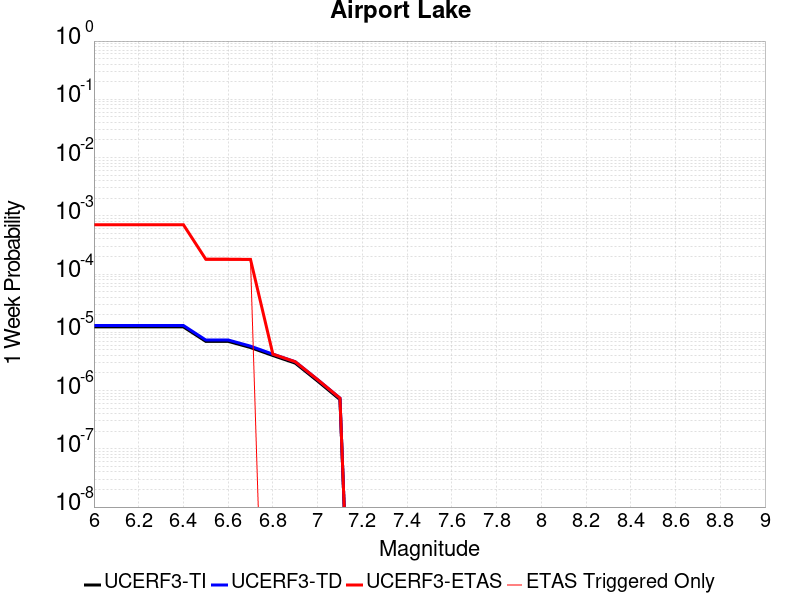 Airport Lake
1 Week Probability
10^0
10^-1
10^-2
10^-3
10^-4
10^-5
10^-6
10^-7
10^-8
6 6.2 6.4 6.6 6.8 7 7.2 7.4 7.6 7.8 8 8.2 8.4 8.6 8.8 9
Magnitude
UCERF3-TI UCERF3-TD UCERF3-ETAS ETAS Triggered Only